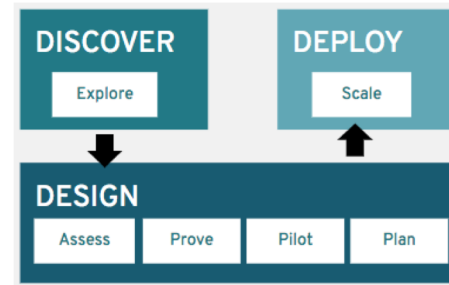 DISCOVER
Explore
DEPLOY
Scale
DESIGN
Assess
Prove
Pilot
Plan